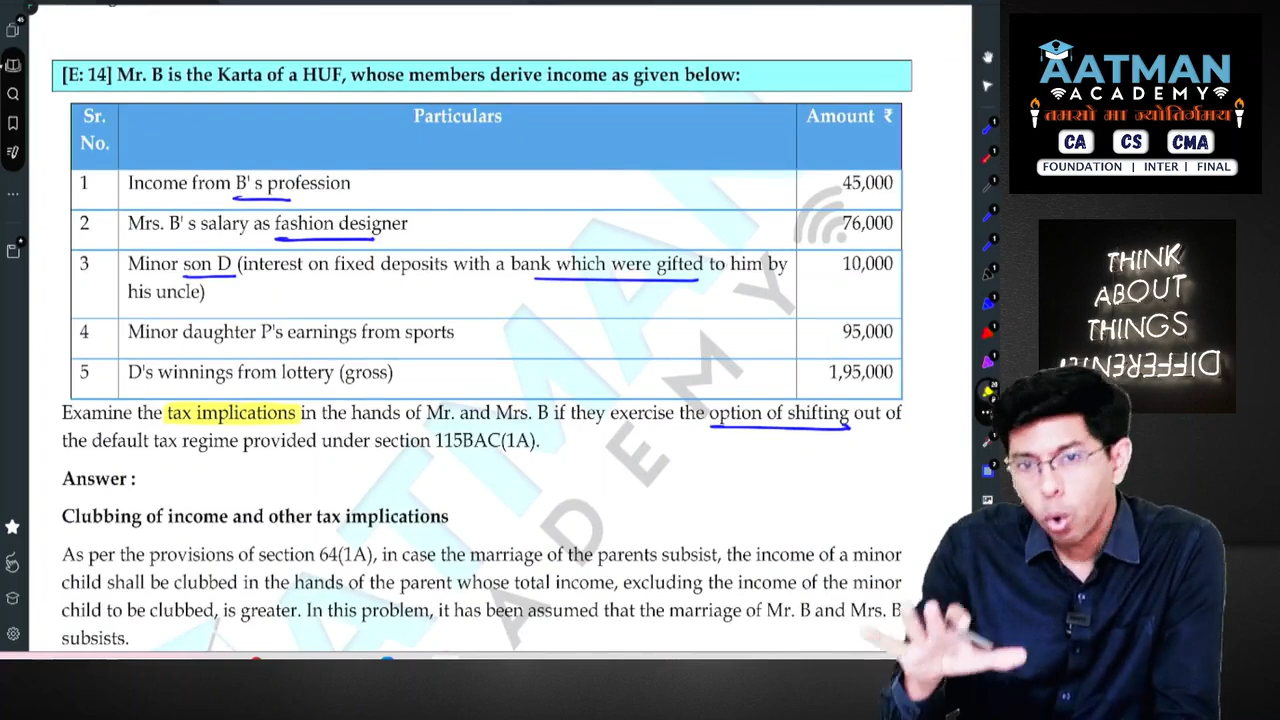 [E: 14] Mr. B is the Karta of a HUF, whose members derive income as given below:
Sr. No. Particulars Amount ₹
1 Income from B' s profession 45,000
2 Mrs. B' s salary as fashion designer 76,000
3 Minor son D (interest on fixed deposits with a bank which were gifted to him by 10,000
his uncle)
4 Minor daughter P's earnings from sports 95,000
5 D's winnings from lottery (gross) 1,95,000
Examine the tax implications in the hands of Mr. and Mrs. B if they exercise the option of shifting out of
the default tax regime provided under section 115BAC(1A).
Answer :
Clubbing of income and other tax implications
As per the provisions of section 64(1A), in case the marriage of the parents subsist, the income of a minor
child shall be clubbed in the hands of the parent whose total income, excluding the income of the minor
child to be clubbed, is greater. In this problem, it has been assumed that the marriage of Mr. B and Mrs. B
subsists.
AATMAN
ACADEMY
तमसो मा ज्योतिर्गमय
CA CS CMA
FOUNDATION | INTER | FINAL
THINK
ABOUT
THINGS
DIFFERENTLY